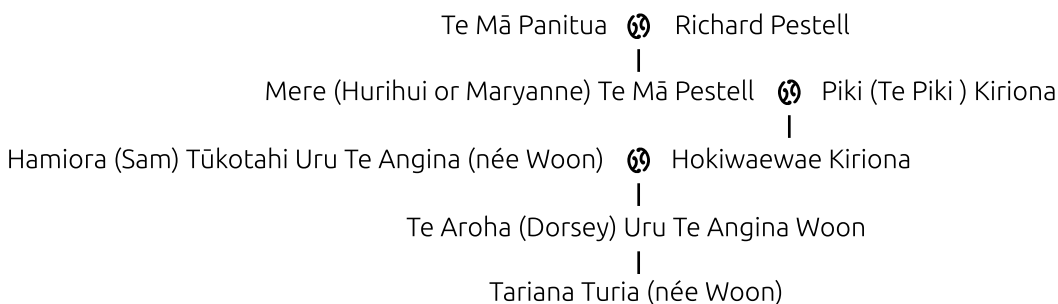 Te Mā Panitua Richard Pestell
Mere (Hurihui or Maryanne) Te Mā Pestell Piki (Te Piki ) Kiriona
Hamiora (Sam) Tūkotahi Uru Te Angina (née Woon) Hokiwaewae Kiriona
Te Aroha (Dorsey) Uru Te Angina Woon
Tariana Turia (née Woon)